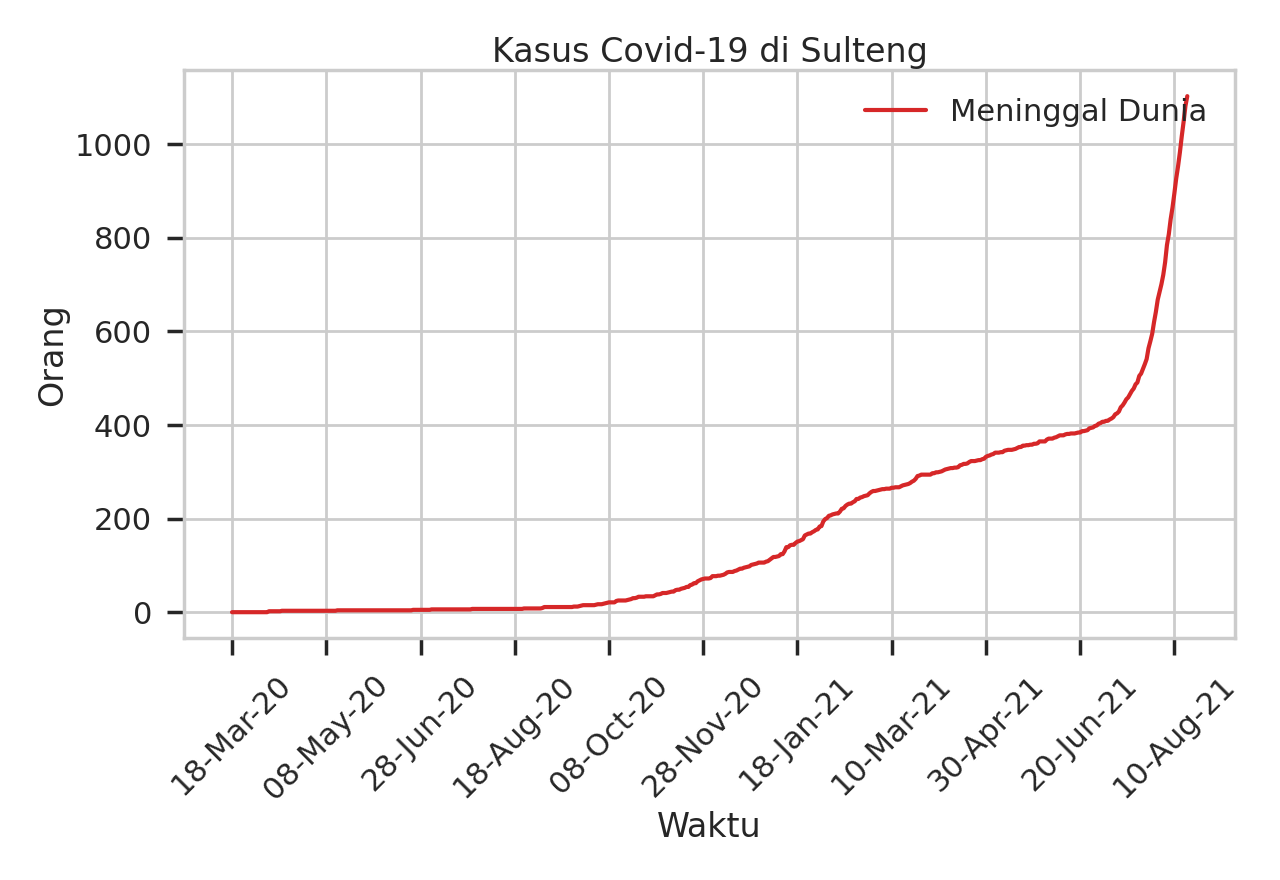 Kasus Covid-19 di Sulteng
Meninggal Dunia
Orang
1000
800
600
400
200
0
18-Mar-20
08-May-20
28-Jun-20
18-Aug-20
08-Oct-20
28-Nov-20
18-Jan-21
10-Mar-21
30-Apr-21
20-Jun-21
10-Aug-21
Waktu